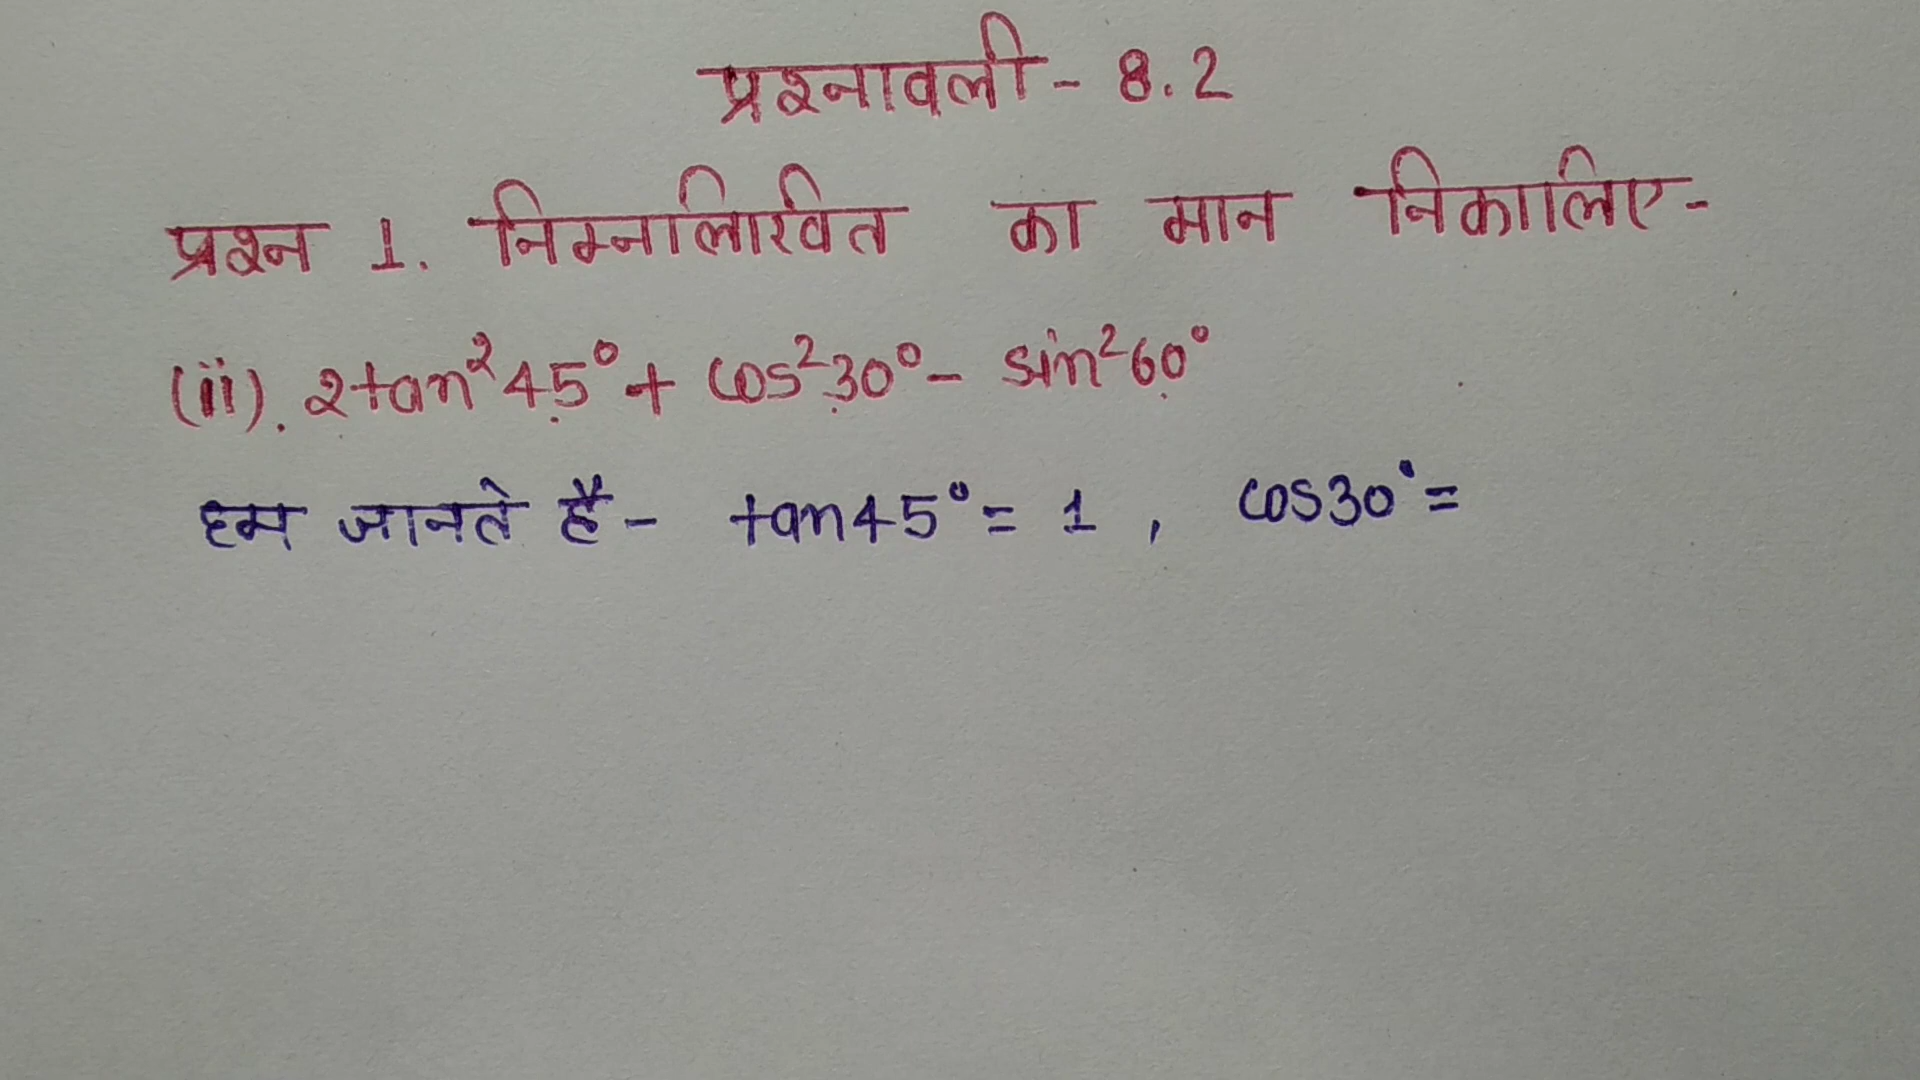 प्रश्नावली - 8.2
प्रश्न 1. निम्नलिखित का मान निकालिए -
(ii). 2tan²45° + cos²30° - sin²60°
हम जानते हैं - tan45° = 1 , cos30° =